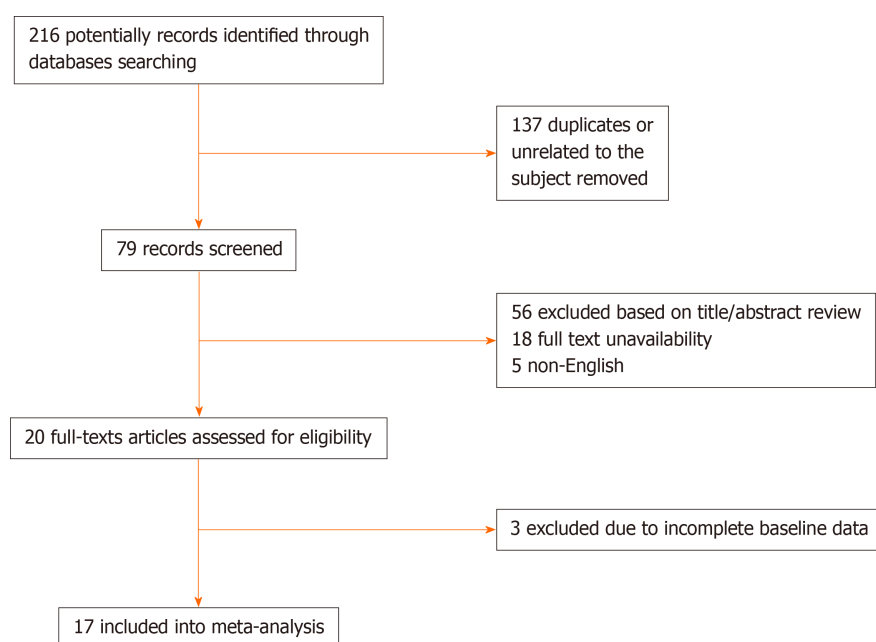 216 potentially records identified through
databases searching
137 duplicates or
unrelated to the
subject removed
79 records screened
56 excluded based on title/abstract review
18 full text unavailability
5 non-English
20 full-texts articles assessed for eligibility
3 excluded due to incomplete baseline data
17 included into meta-analysis